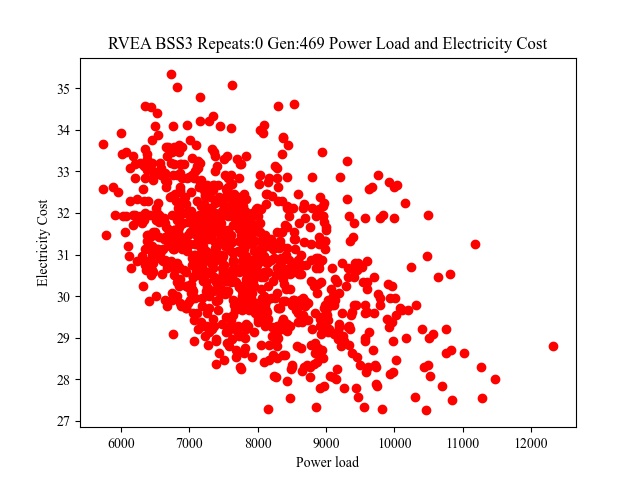 RVEA BSS3 Repeats:0 Gen:469 Power Load and Electricity Cost
35
34
33
32
31
30
29
28
27
Electricity Cost
6000 7000 8000 9000 10000 11000 12000
Power load